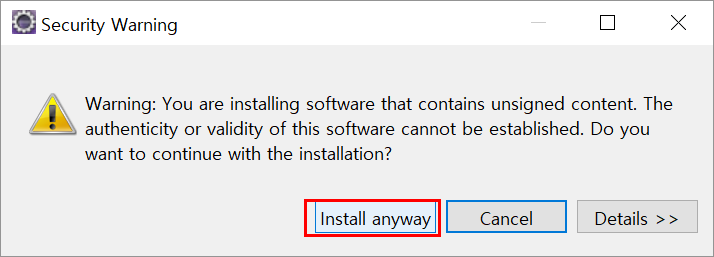 Security Warning
Warning: You are installing software that contains unsigned content. The
authenticity or validity of this software cannot be established. Do you
want to continue with the installation?
Install anyway
Cancel
Details >>